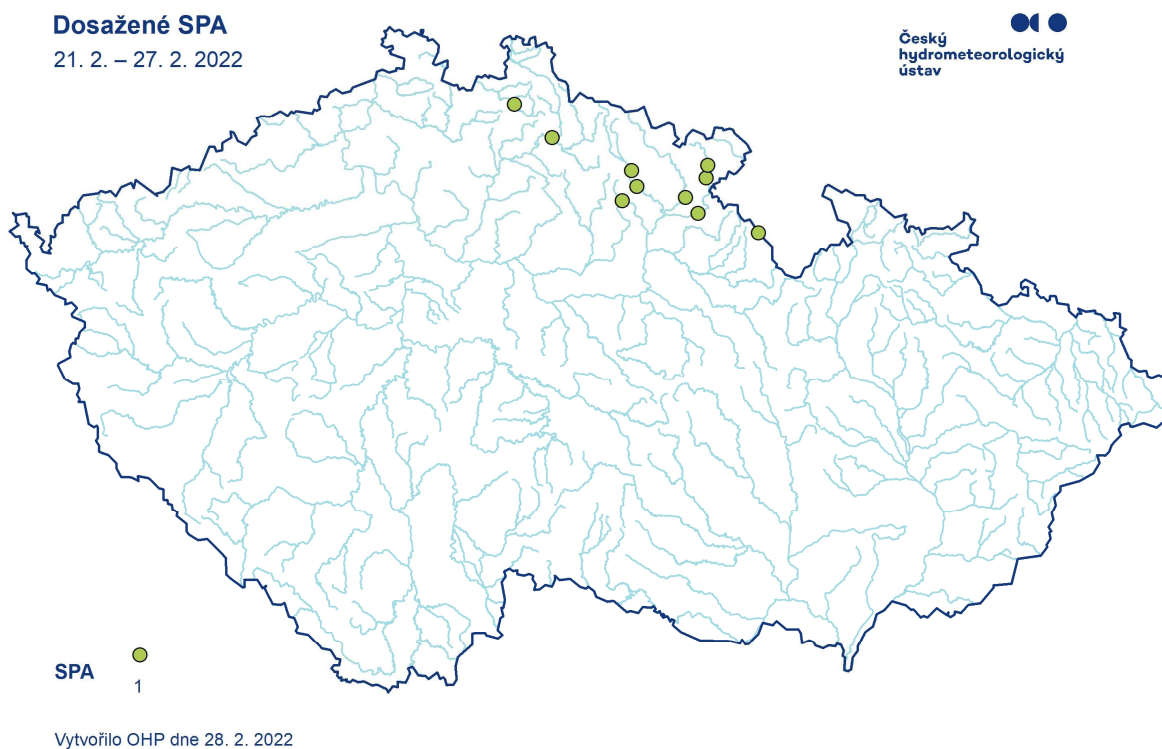 Dosažené SPA
21. 2. – 27. 2. 2022
Český
hydrometeorologický
ústav
SPA
1
Vytvořilo OHP dne 28. 2. 2022